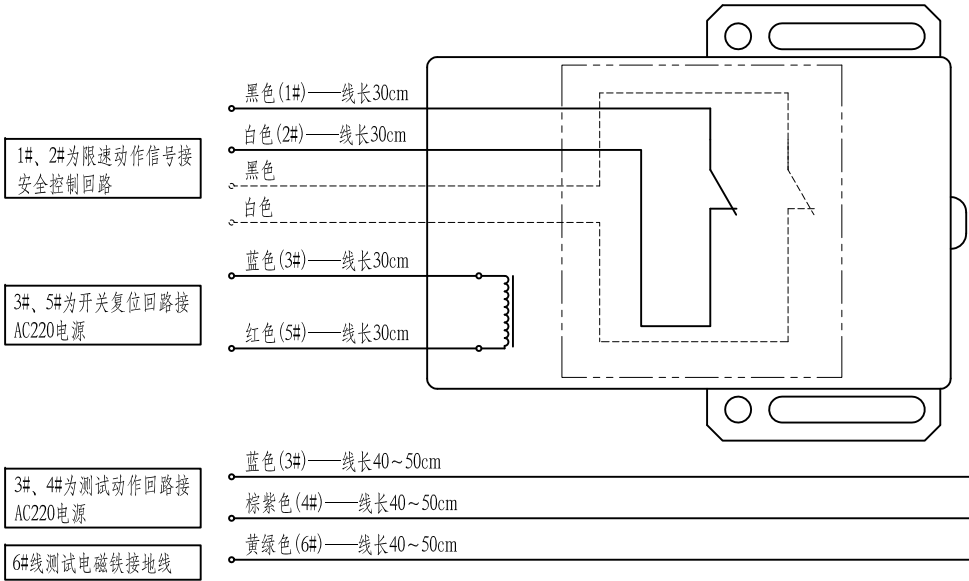 黑色(1#)——线长30cm
白色(2#)——线长30cm
1#、2#为限速动作信号接
安全控制回路
黑色
白色
蓝色(3#)——线长30cm
3#、5#为开关复位回路接
AC220电源
红色(5#)——线长30cm
蓝色(3#)——线长40~50cm
3#、4#为测试动作回路接
AC220电源
棕紫色(4#)——线长40~50cm
黄绿色(6#)——线长40~50cm
6#线测试电磁铁接地线